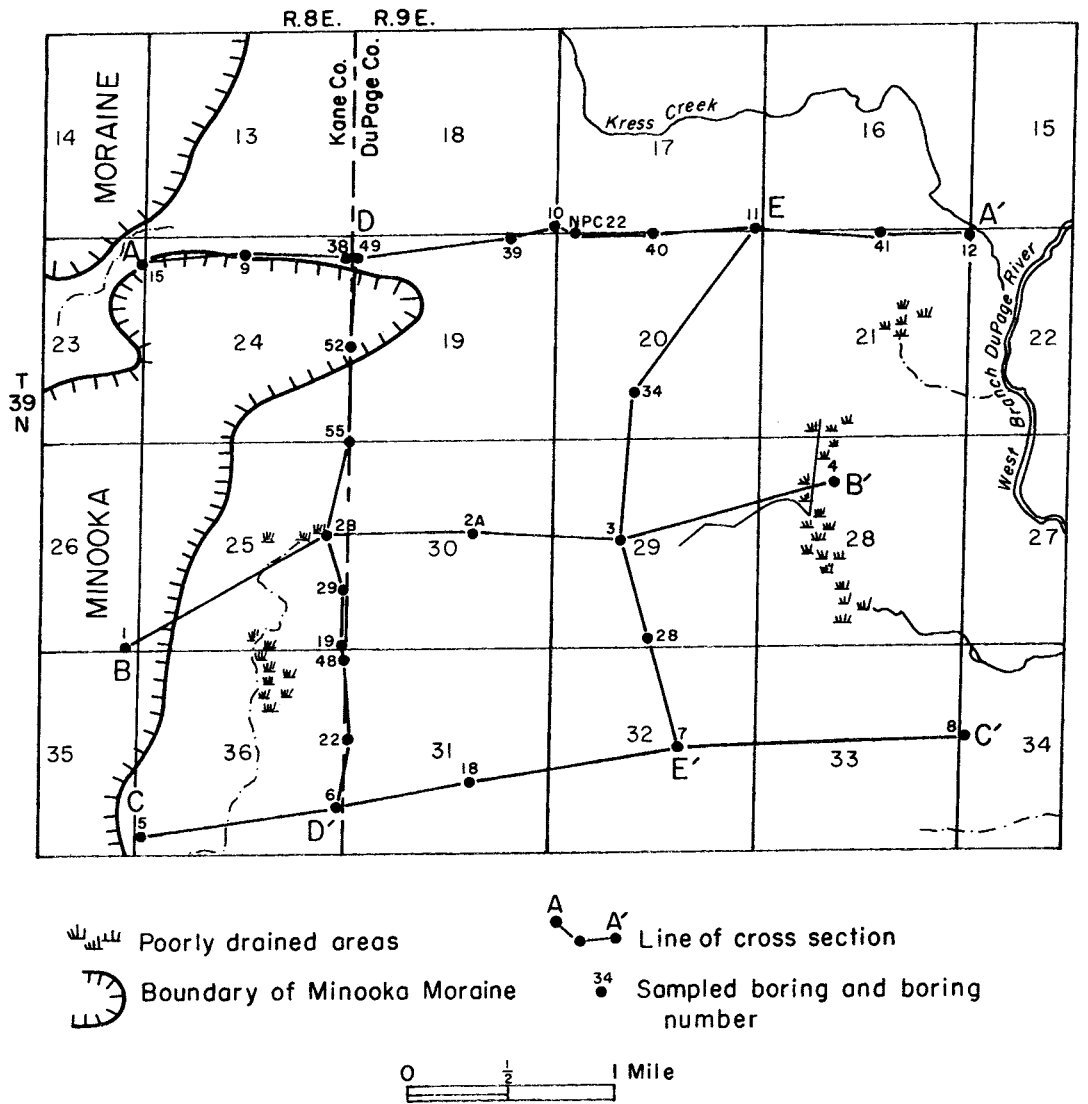 R.8E. R.9E.
Kane Co.
DuPage Co.
MORAINE
14
13
18
Kress Creek
17
16
15
A
15
9
D
38
49
39
10
NPC22
40
11
E
41
A′
12
23
24
52
19
20
34
21
22
West Branch DuPage River
T
39
N
55
26
MINOOKA
25
28
2A
30
3
29
4
B′
28
27
29
1
B
19
48
28
35
36
22
31
18
32
7
E′
33
8
C′
34
C
5
6
D′
Poorly drained areas
A A′
Line of cross section
Boundary of Minooka Moraine
34
Sampled boring and boring
number
0 1/2 1 Mile